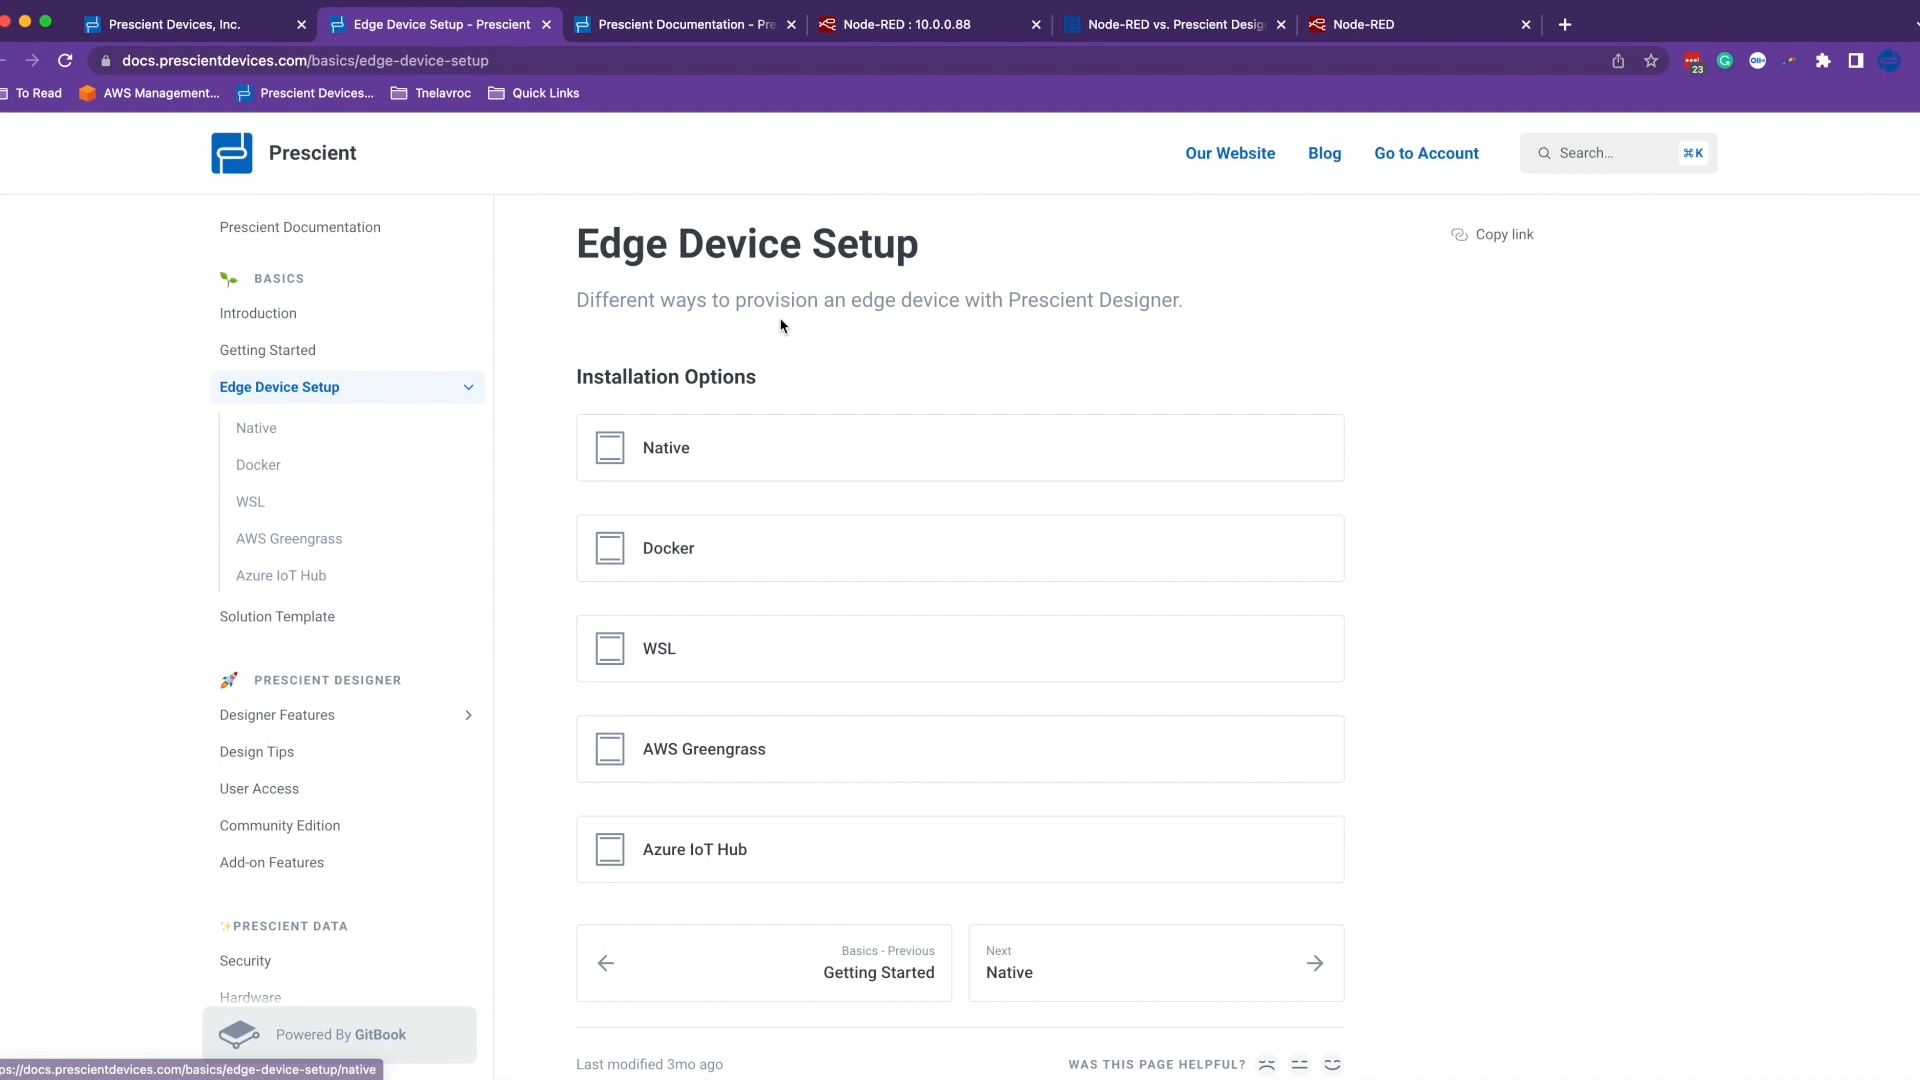 Prescient Devices, Inc.
Edge Device Setup - Prescient
Prescient Documentation - Pre
Node-RED : 10.0.0.88
Node-RED vs. Prescient Desig
Node-RED
docs.prescientdevices.com/basics/edge-device-setup
23
To Read
AWS Management...
Prescient Devices...
Tnelavroc
Quick Links
Prescient
Our Website
Blog
Go to Account
Search...
⌘K
Prescient Documentation
BASICS
Introduction
Getting Started
Edge Device Setup
Native
Docker
WSL
AWS Greengrass
Azure IoT Hub
Solution Template
PRESCIENT DESIGNER
Designer Features
Design Tips
User Access
Community Edition
Add-on Features
✨PRESCIENT DATA
Security
Hardware
Powered By GitBook
ps://docs.prescientdevices.com/basics/edge-device-setup/native
Edge Device Setup
Copy link
Different ways to provision an edge device with Prescient Designer.
Installation Options
Native
Docker
WSL
AWS Greengrass
Azure IoT Hub
Basics - Previous
Getting Started
Next
Native
Last modified 3mo ago
WAS THIS PAGE HELPFUL?